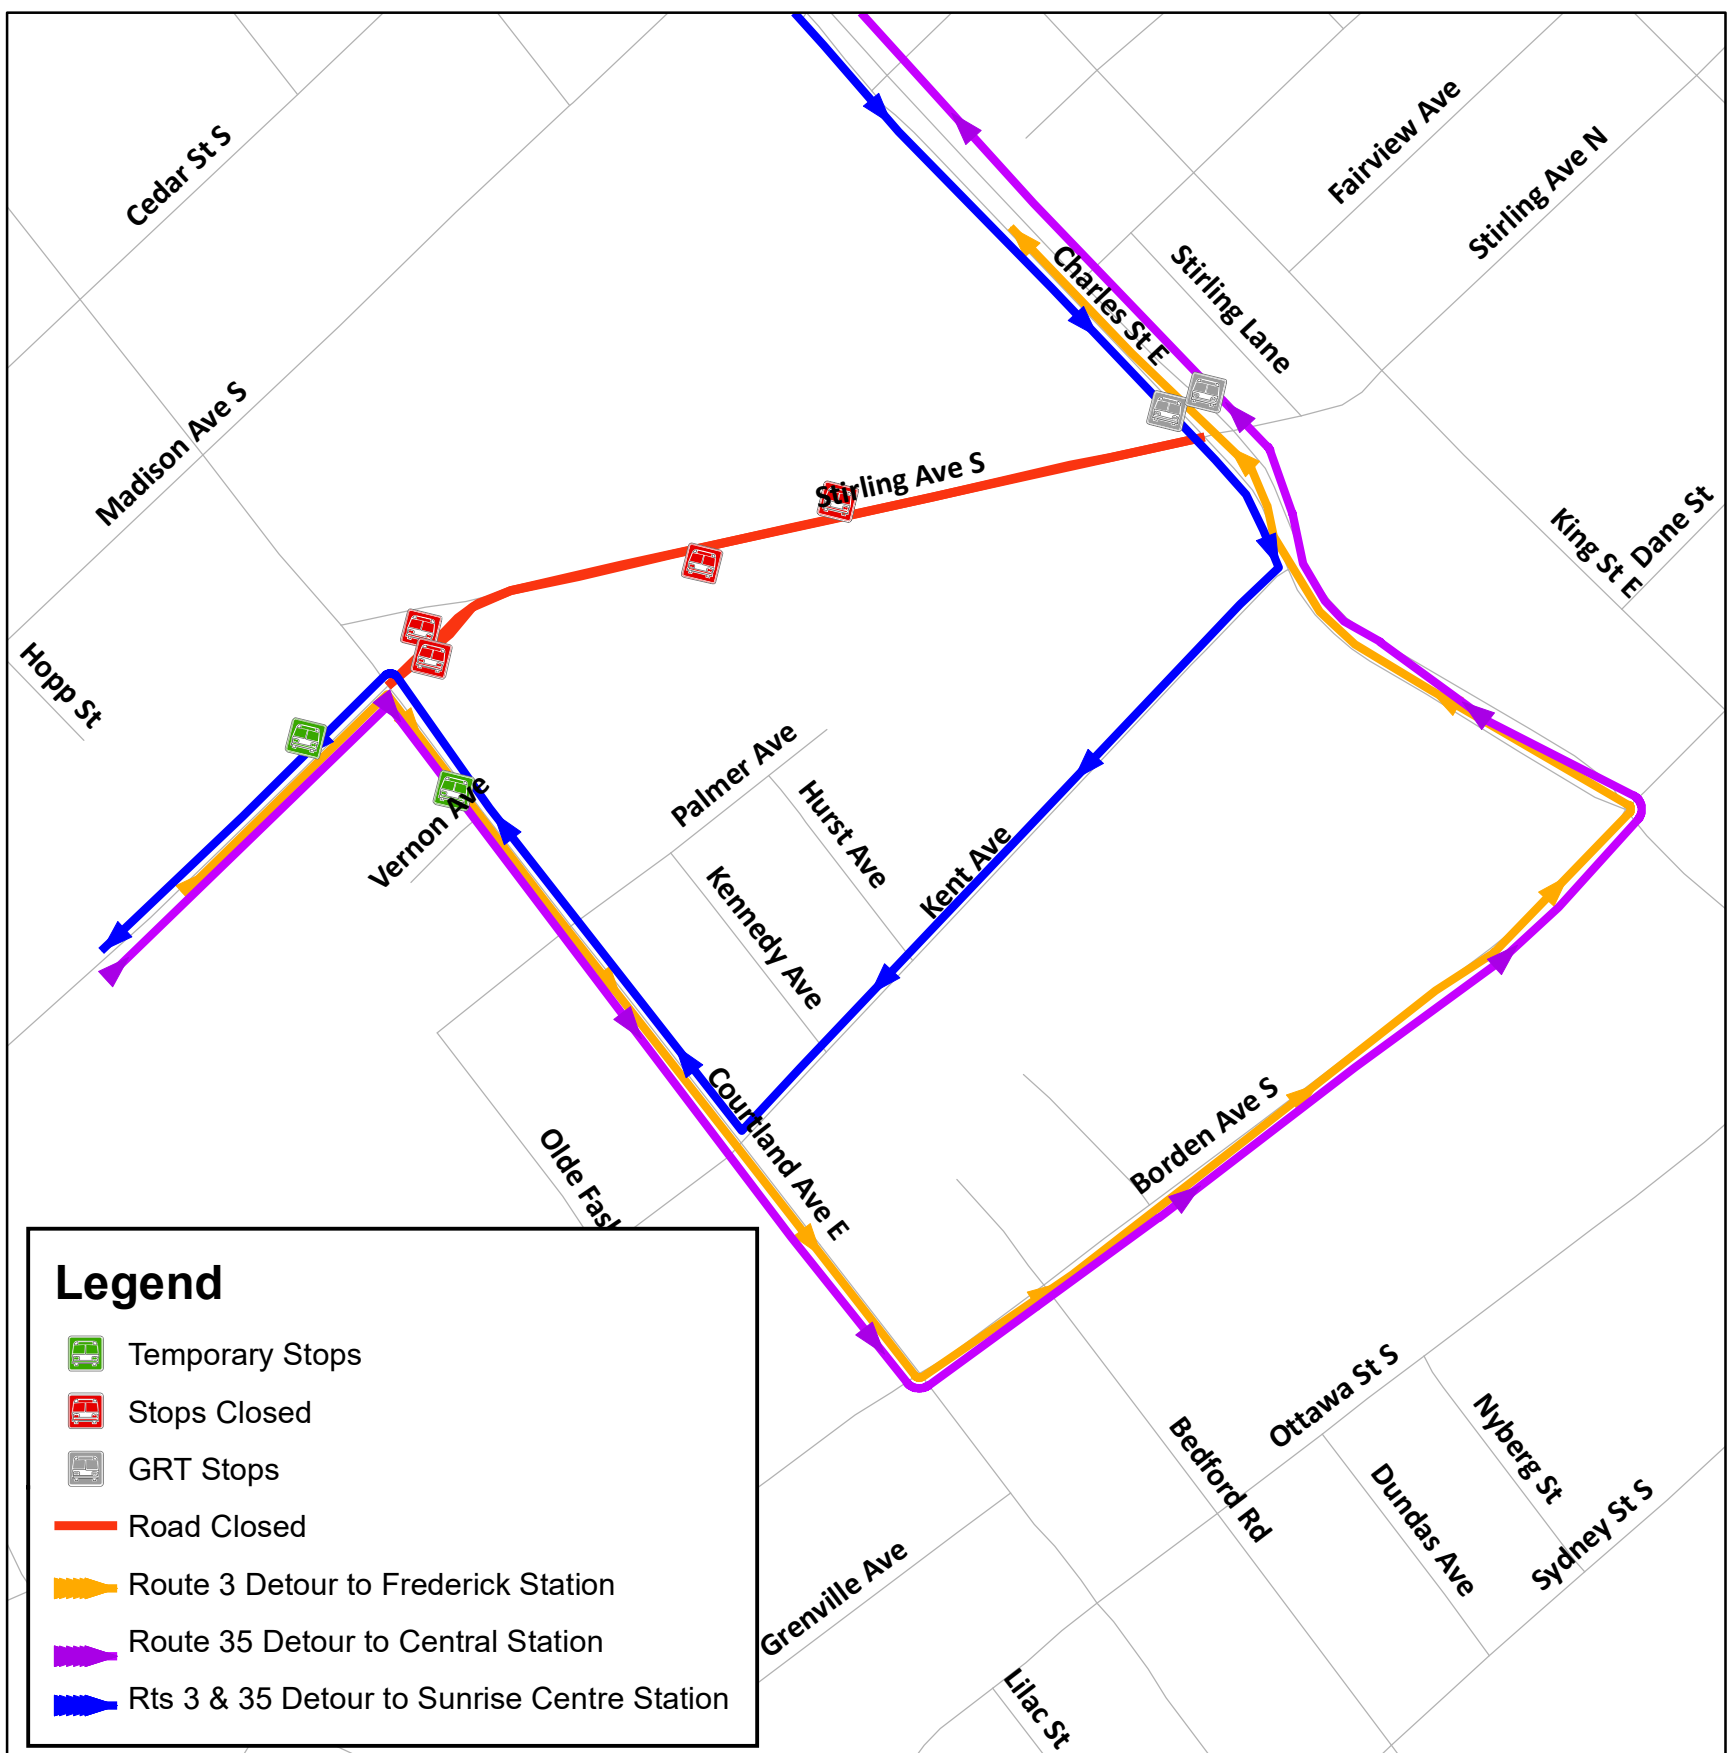 Cedar St S
Fairview Ave
Stirling Ave N
Charles St E
Stirling Lane
Madison Ave S
Stirling Ave S
King St E
Dane St
Hopp St
Palmer Ave
Hurst Ave
Vernon Ave
Kent Ave
Kennedy Ave
Courtland Ave E
Borden Ave S
Olde Fash
Ottawa St S
Bedford Rd
Nyberg St
Dundas Ave
Sydney St S
Grenville Ave
Lilac St
Legend
Temporary Stops
Stops Closed
GRT Stops
Road Closed
Route 3 Detour to Frederick Station
Route 35 Detour to Central Station
Rts 3 & 35 Detour to Sunrise Centre Station